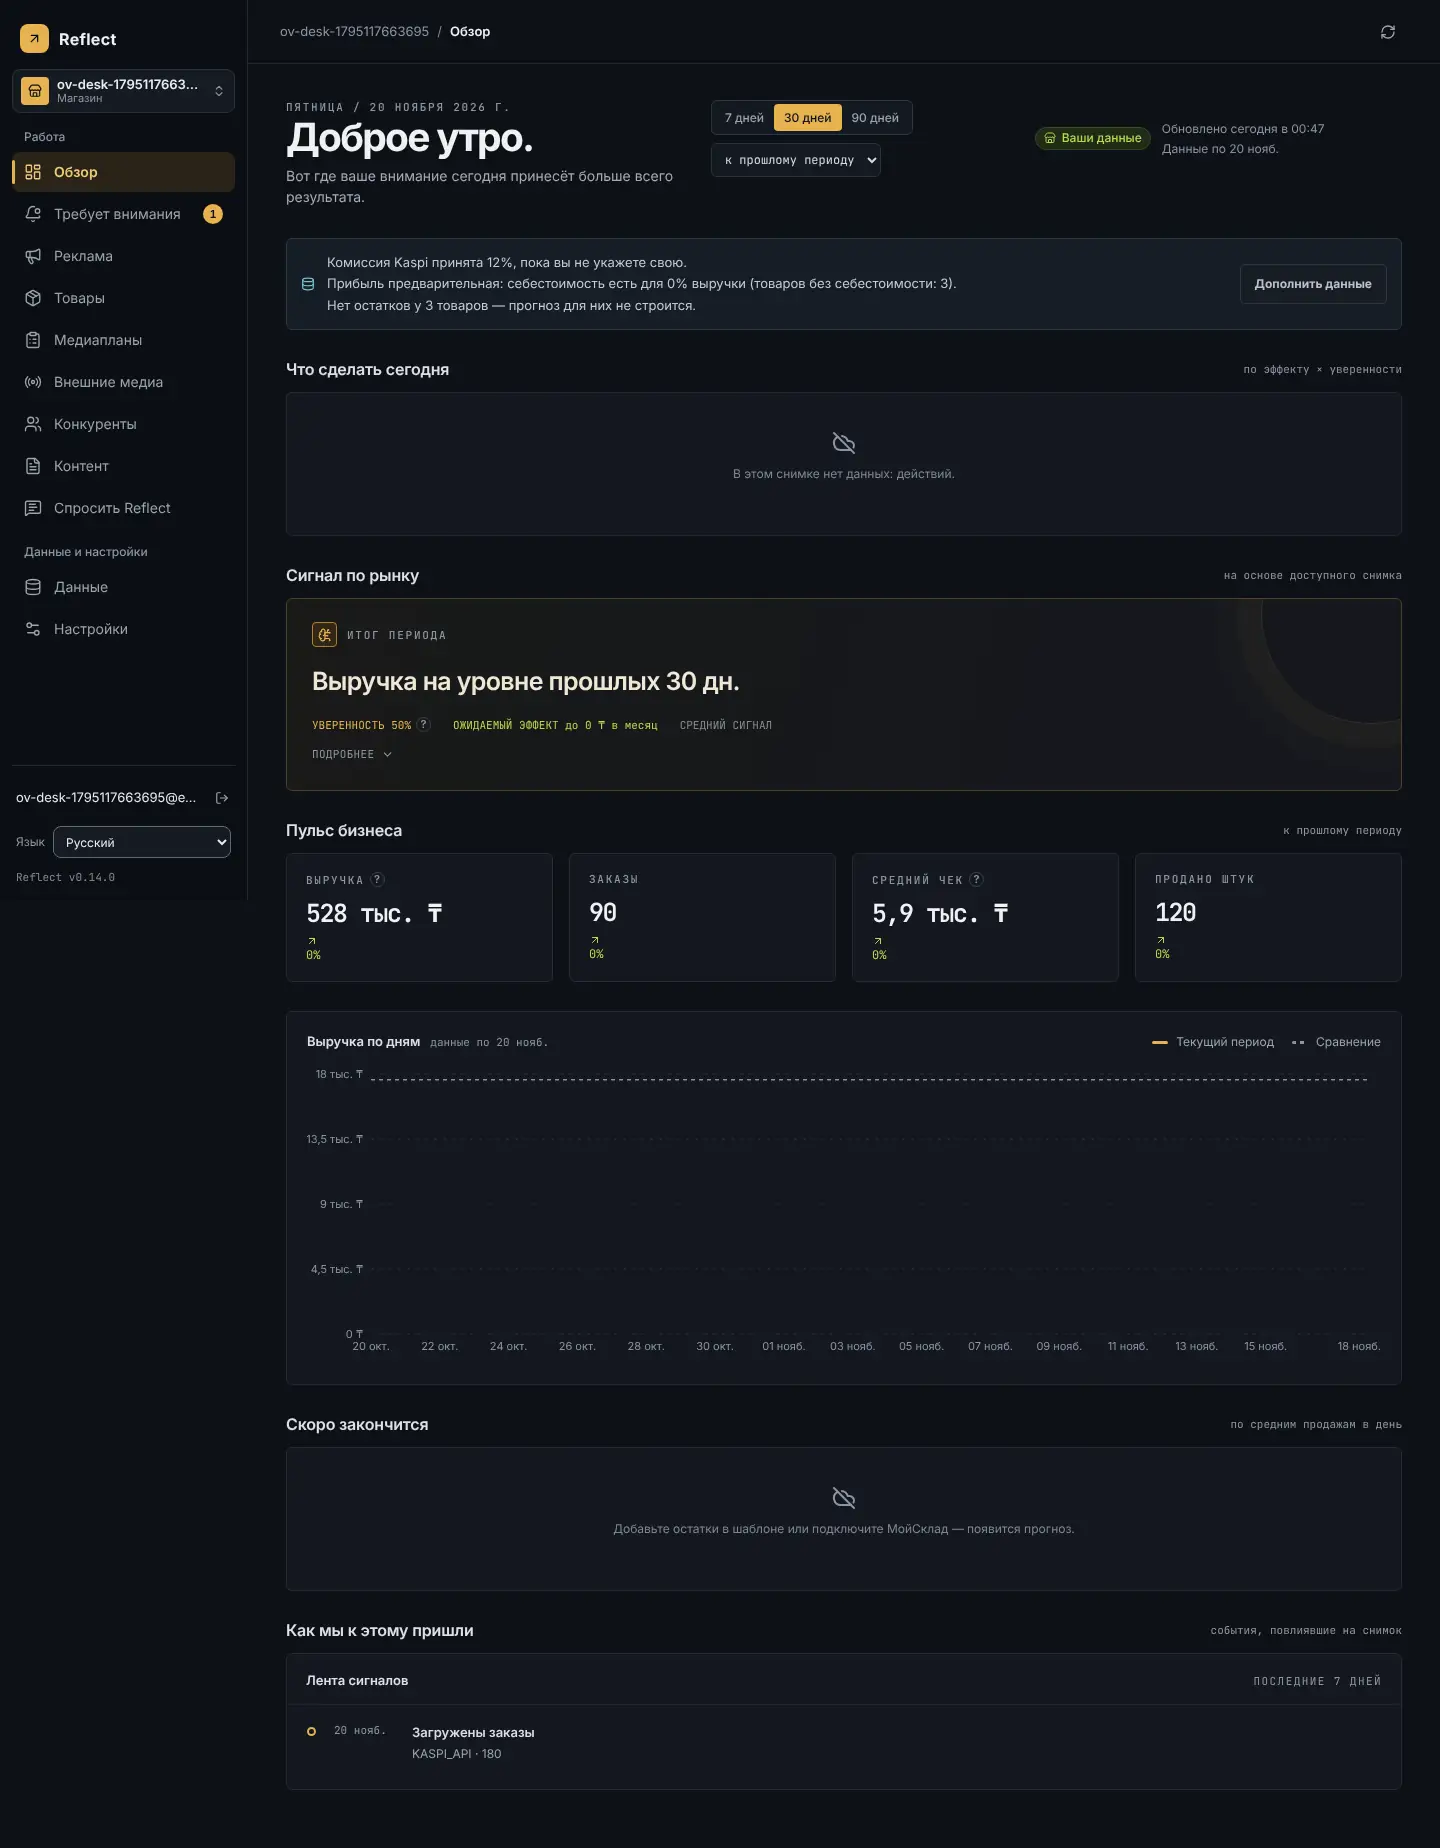 Reflect
ov-desk-1795117663...
Магазин
Работа
Обзор
Требует внимания 1
Реклама
Товары
Медиапланы
Внешние медиа
Конкуренты
Контент
Спросить Reflect
Данные и настройки
Данные
Настройки
ov-desk-1795117663695@e...
Язык Русский
Reflect v0.14.0
ov-desk-1795117663695 / Обзор
ПЯТНИЦА / 20 НОЯБРЯ 2026 Г.
Доброе утро.
Вот где ваше внимание сегодня принесёт больше всего
результата.
7 дней 30 дней 90 дней
к прошлому периоду
Ваши данные
Обновлено сегодня в 00:47
Данные по 20 нояб.
Комиссия Kaspi принята 12%, пока вы не укажете свою.
Прибыль предварительная: себестоимость есть для 0% выручки (товаров без себестоимости: 3).
Нет остатков у 3 товаров — прогноз для них не строится.
Дополнить данные
Что сделать сегодня
по эффекту × уверенности
В этом снимке нет данных: действий.
Сигнал по рынку
на основе доступного снимка
ИТОГ ПЕРИОДА
Выручка на уровне прошлых 30 дн.
УВЕРЕННОСТЬ 50% ? ОЖИДАЕМЫЙ ЭФФЕКТ до 0 ₸ в месяц СРЕДНИЙ СИГНАЛ
ПОДРОБНЕЕ
Пульс бизнеса
к прошлому периоду
ВЫРУЧКА ?
528 тыс. ₸
0%
ЗАКАЗЫ
90
0%
СРЕДНИЙ ЧЕК ?
5,9 тыс. ₸
0%
ПРОДАНО ШТУК
120
0%
Выручка по дням данные по 20 нояб.
Текущий период Сравнение
18 тыс. ₸
13,5 тыс. ₸
9 тыс. ₸
4,5 тыс. ₸
0 ₸
20 окт. 22 окт. 24 окт. 26 окт. 28 окт. 30 окт. 01 нояб. 03 нояб. 05 нояб. 07 нояб. 09 нояб. 11 нояб. 13 нояб. 15 нояб. 18 нояб.
Скоро закончится
по средним продажам в день
Добавьте остатки в шаблоне или подключите МойСклад — появится прогноз.
Как мы к этому пришли
события, повлиявшие на снимок
Лента сигналов
ПОСЛЕДНИЕ 7 ДНЕЙ
20 нояб. Загружены заказы
KASPI_API · 180